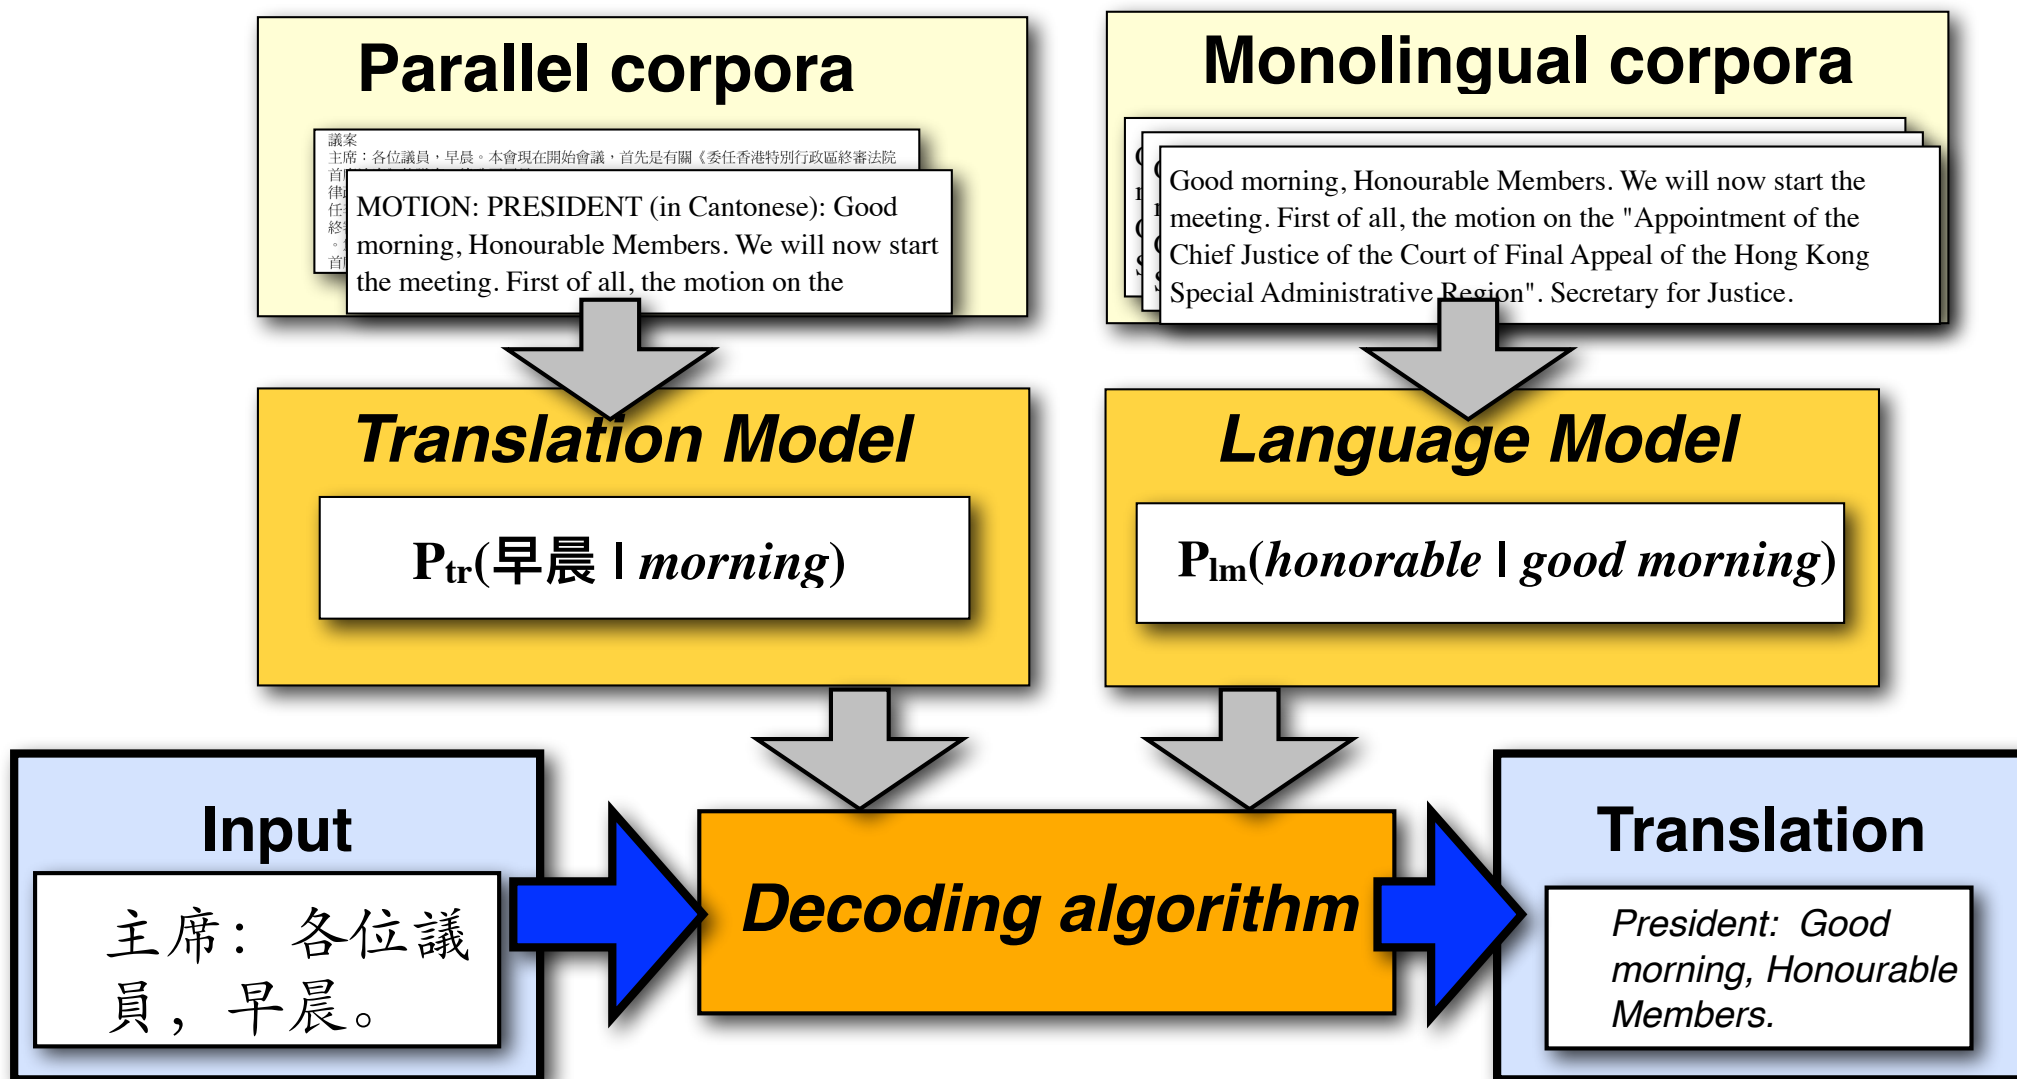 Parallel corpora
議案
主席：各位議員，早晨。本會現在開始會議，首先是有關《委任香港特別行政區終審法院
MOTION: PRESIDENT (in Cantonese): Good
morning, Honourable Members. We will now start
the meeting. First of all, the motion on the
Monolingual corpora
Good morning, Honourable Members. We will now start the
meeting. First of all, the motion on the "Appointment of the
Chief Justice of the Court of Final Appeal of the Hong Kong
Special Administrative Region". Secretary for Justice.
Translation Model
Ptr(早晨 | morning)
Language Model
Plm(honorable | good morning)
Input
主席: 各位議
員, 早晨。
Decoding algorithm
Translation
President: Good
morning, Honourable
Members.